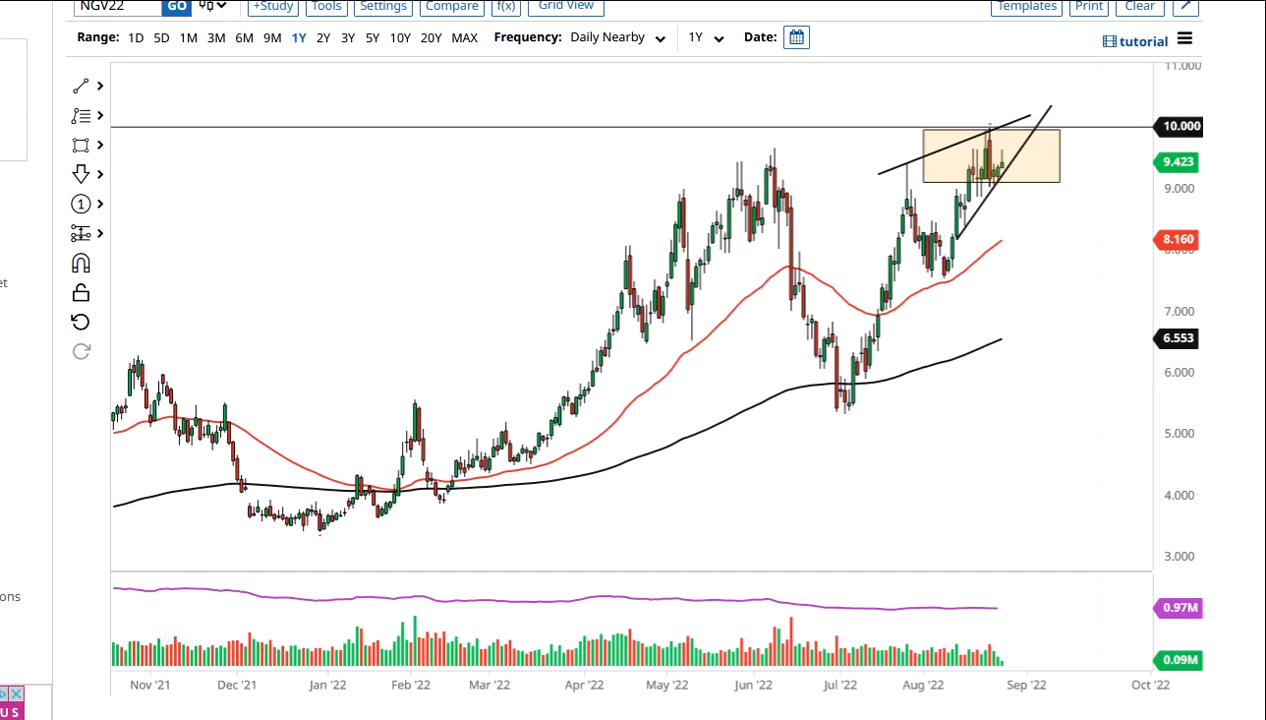 NGV22 GO +Study Tools Settings Compare f(x) Grid View Templates Print Clear
Range: 1D 5D 1M 3M 6M 9M 1Y 2Y 3Y 5Y 10Y 20Y MAX Frequency: Daily Nearby 1Y Date: tutorial
11.000
10.000
9.423
9.000
8.160
8.000
7.000
6.553
6.000
5.000
4.000
3.000
0.97M
0.09M
Nov '21 Dec '21 Jan '22 Feb '22 Mar '22 Apr '22 May '22 Jun '22 Jul '22 Aug '22 Sep '22 Oct '22
1
et
ons
U S